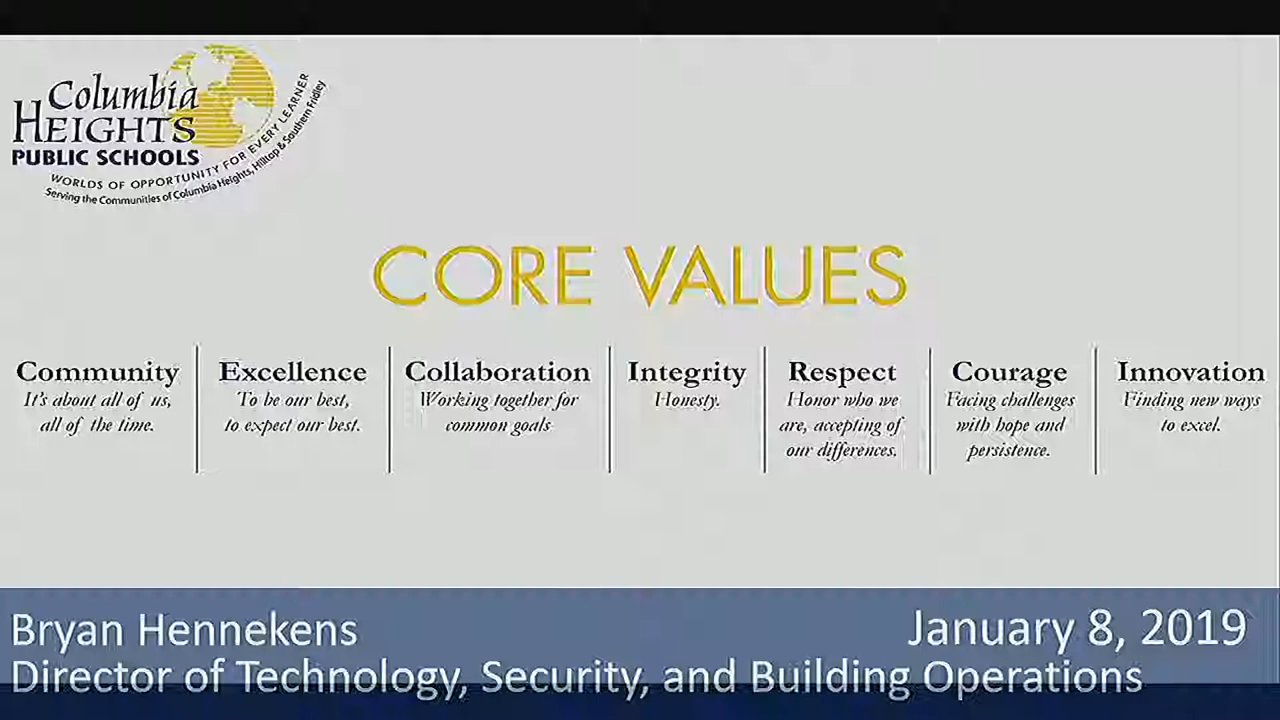 Columbia
HEIGHTS
PUBLIC SCHOOLS
WORLDS OF OPPORTUNITY FOR EVERY LEARNER
Serving the Communities of Columbia Heights, Hilltop & Southern Fridley
CORE VALUES
Community
It's about all of us,
all of the time.
Excellence
To be our best,
to expect our best.
Collaboration
Working together for
common goals
Integrity
Honesty.
Respect
Honor who we
are, accepting of
our differences.
Courage
Facing challenges
with hope and
persistence.
Innovation
Finding new ways
to excel.
Bryan Hennekens
January 8, 2019
Director of Technology, Security, and Building Operations